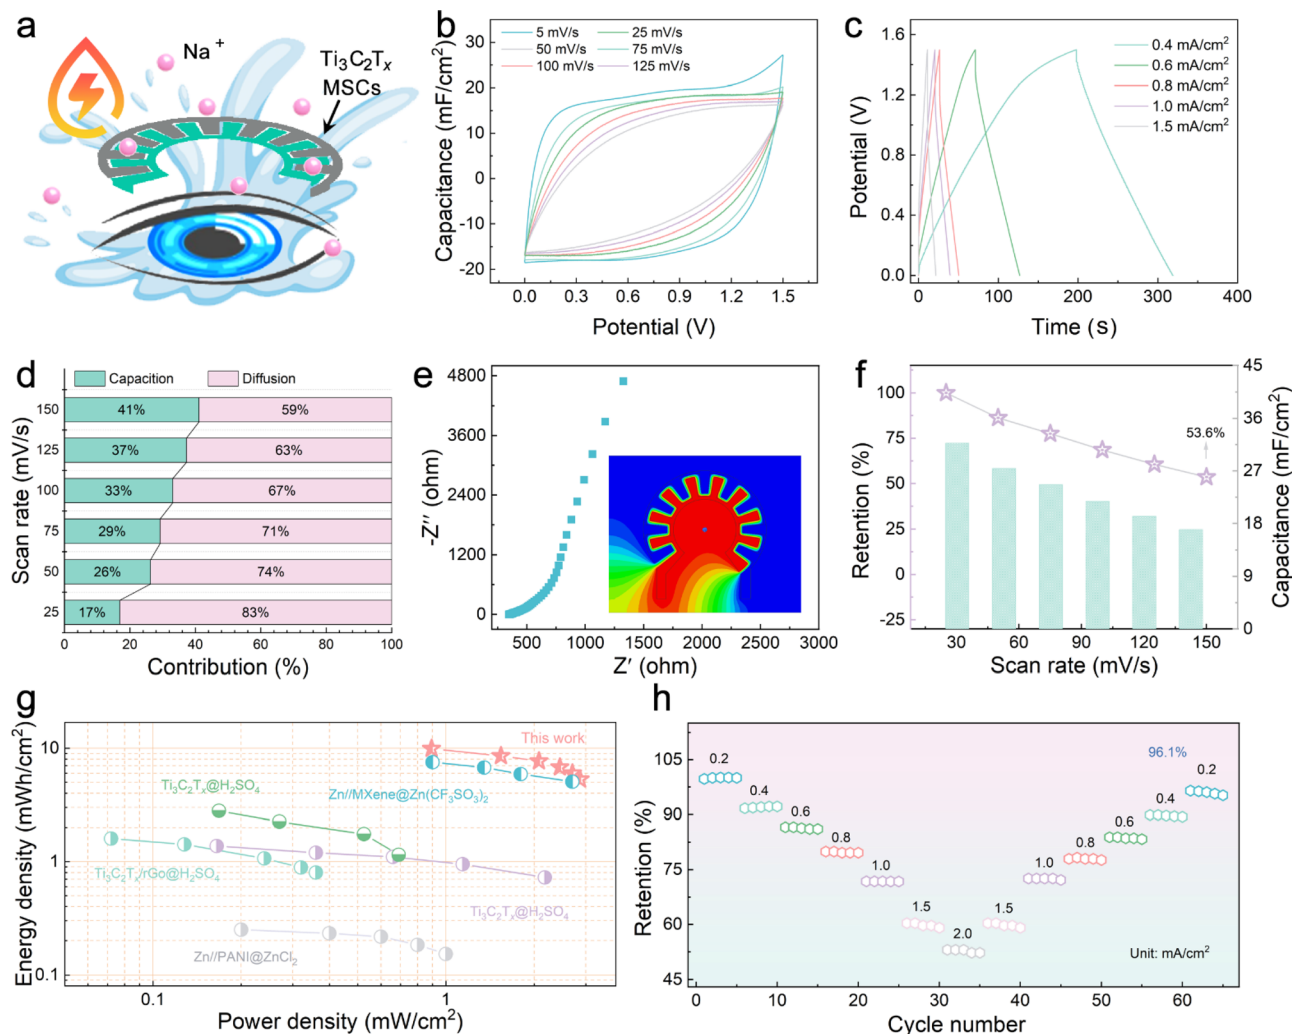 a
Na+
Ti3C2Tx
MSCs
b
Capacitance (mF/cm2)
30
20
10
0
-10
-20
5 mV/s
25 mV/s
50 mV/s
75 mV/s
100 mV/s
125 mV/s
0.0
0.3
0.6
0.9
1.2
1.5
Potential (V)
c
Potential (V)
1.6
1.2
0.8
0.4
0.0
0.4 mA/cm2
0.6 mA/cm2
0.8 mA/cm2
1.0 mA/cm2
1.5 mA/cm2
0
100
200
300
400
Time (s)
d
Capacition
Diffusion
Scan rate (mV/s)
150
41%
59%
125
37%
63%
100
33%
67%
75
29%
71%
50
26%
74%
25
17%
83%
0
20
40
60
80
100
Contribution (%)
e
-Z'' (ohm)
4800
3600
2400
1200
0
500
1000
1500
2000
2500
3000
Z' (ohm)
f
Retention (%)
100
75
50
25
0
-25
53.6%
45
36
27
18
9
0
Capacitance (mF/cm2)
30
60
90
120
150
Scan rate (mV/s)
g
Energy density (mWh/cm2)
10
1
0.1
This work
Zn//MXene@Zn(CF3SO3)2
Ti3C2Tx@H2SO4
Ti3C2Tx/rGo@H2SO4
Ti3C2Tx@H2SO4
Zn//PANI@ZnCl2
0.1
1
Power density (mW/cm2)
h
Retention (%)
105
90
75
60
45
0.2
0.4
0.6
0.8
1.0
1.5
2.0
1.5
1.0
0.8
0.6
0.4
0.2
96.1%
Unit: mA/cm2
0
10
20
30
40
50
60
Cycle number